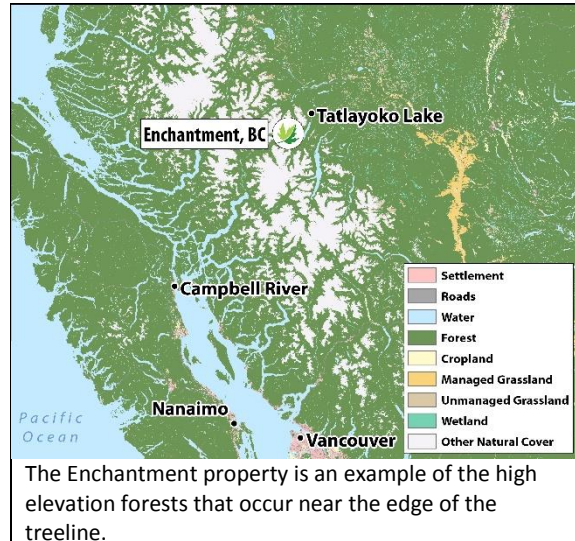 Tatlayoko Lake
Enchantment, BC
Campbell River
Settlement
Roads
Water
Forest
Cropland
Managed Grassland
Unmanaged Grassland
Wetland
Other Natural Cover
Nanaimo
Pacific
Ocean
Vancouver
The Enchantment property is an example of the high
elevation forests that occur near the edge of the
treeline.